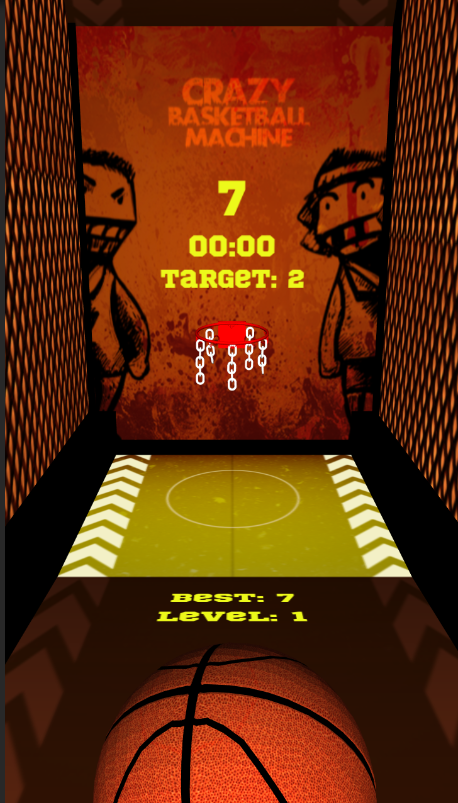 CRAZY
BASKETBALL
MACHINE
7
00:00
TARGET: 2
BEST: 7
LEVEL: 1